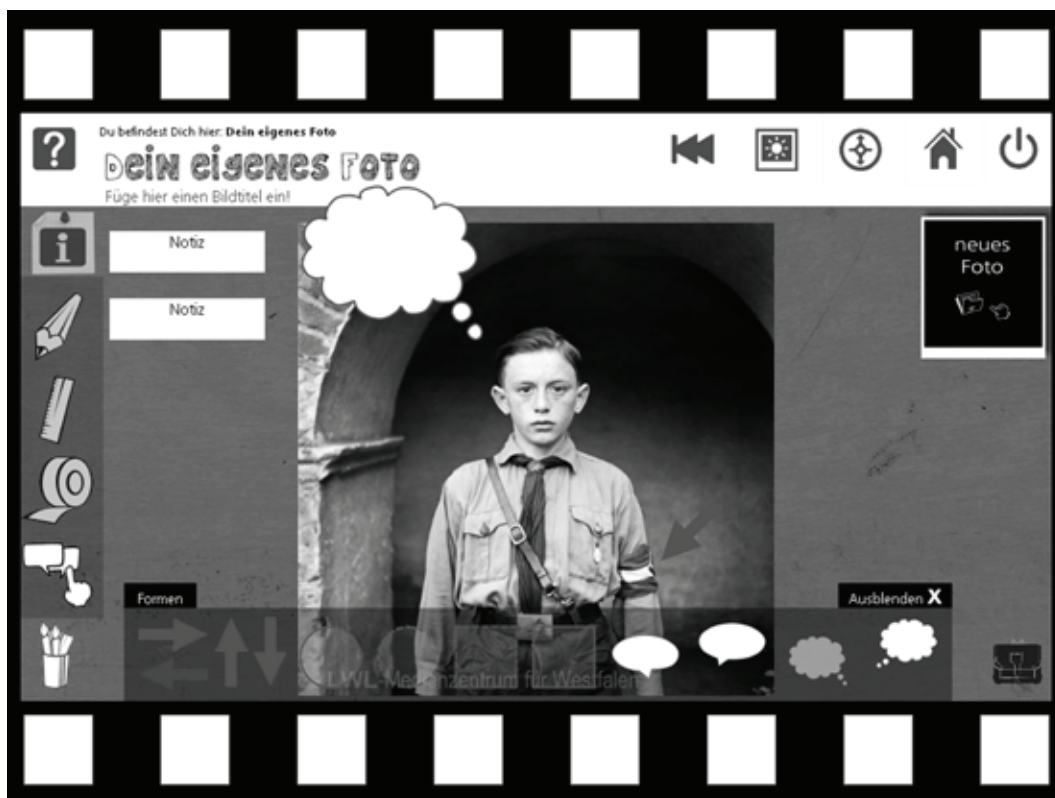 Du befindest Dich hier: Dein eigenes Foto
Dein eigenes Foto
Füge hier einen Bildtitel ein!
Notiz
Notiz
neues
Foto
Formen
Ausblenden X
LWL-Medienzentrum für Westfalen